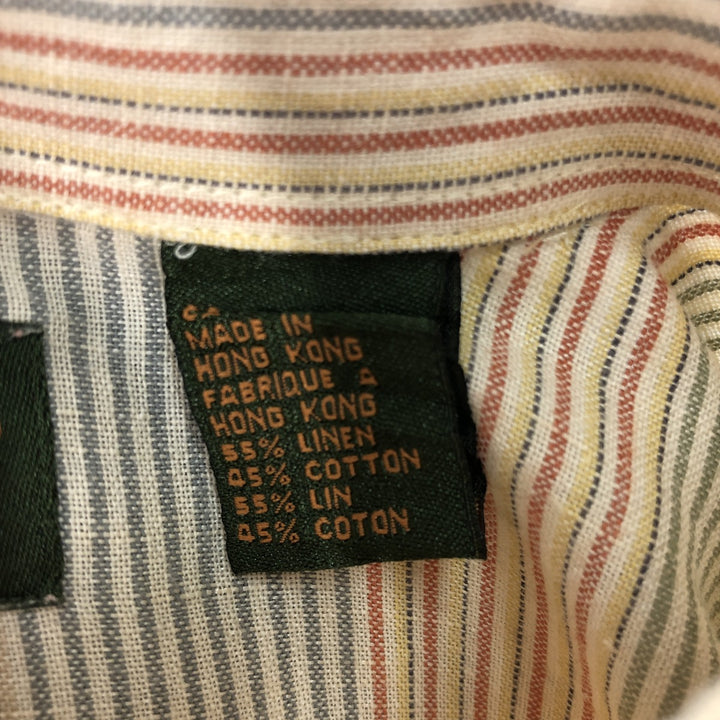 MADE IN
HONG KONG
FABRIQUE A
HONG KONG
55% LINEN
45% COTTON
55% LIN
45% COTON